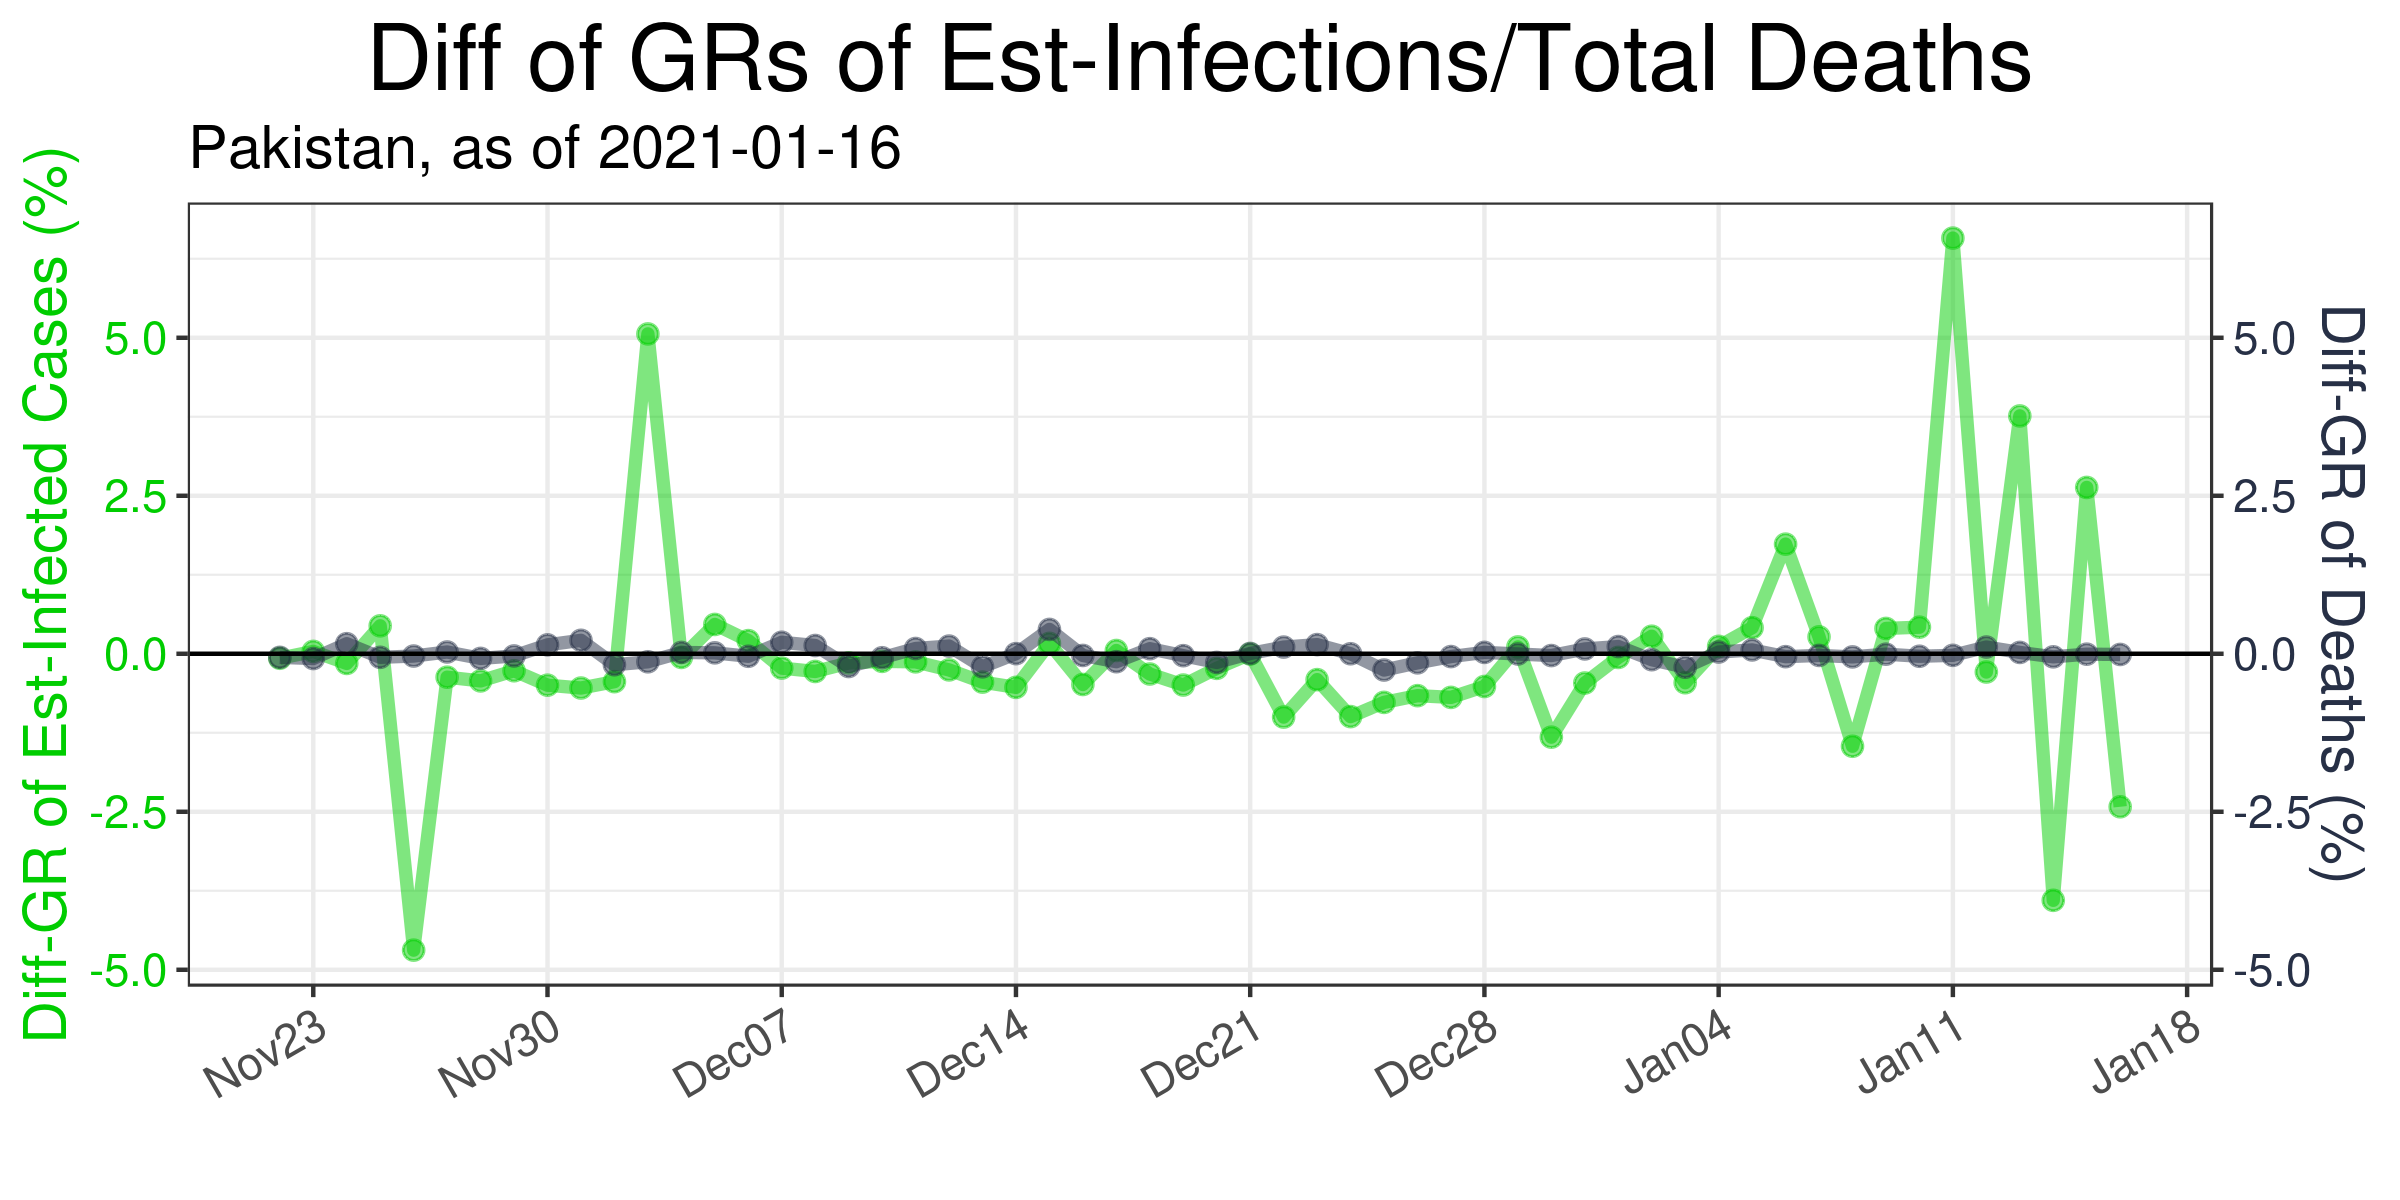 Diff of GRs of Est-Infections/Total Deaths
Pakistan, as of 2021-01-16
Diff-GR of Est-Infected Cases (%)
5.0
2.5
0.0
-2.5
-5.0
5.0
2.5
0.0
-2.5
-5.0
Diff-GR of Deaths (%)
Nov23
Nov30
Dec07
Dec14
Dec21
Dec28
Jan04
Jan11
Jan18